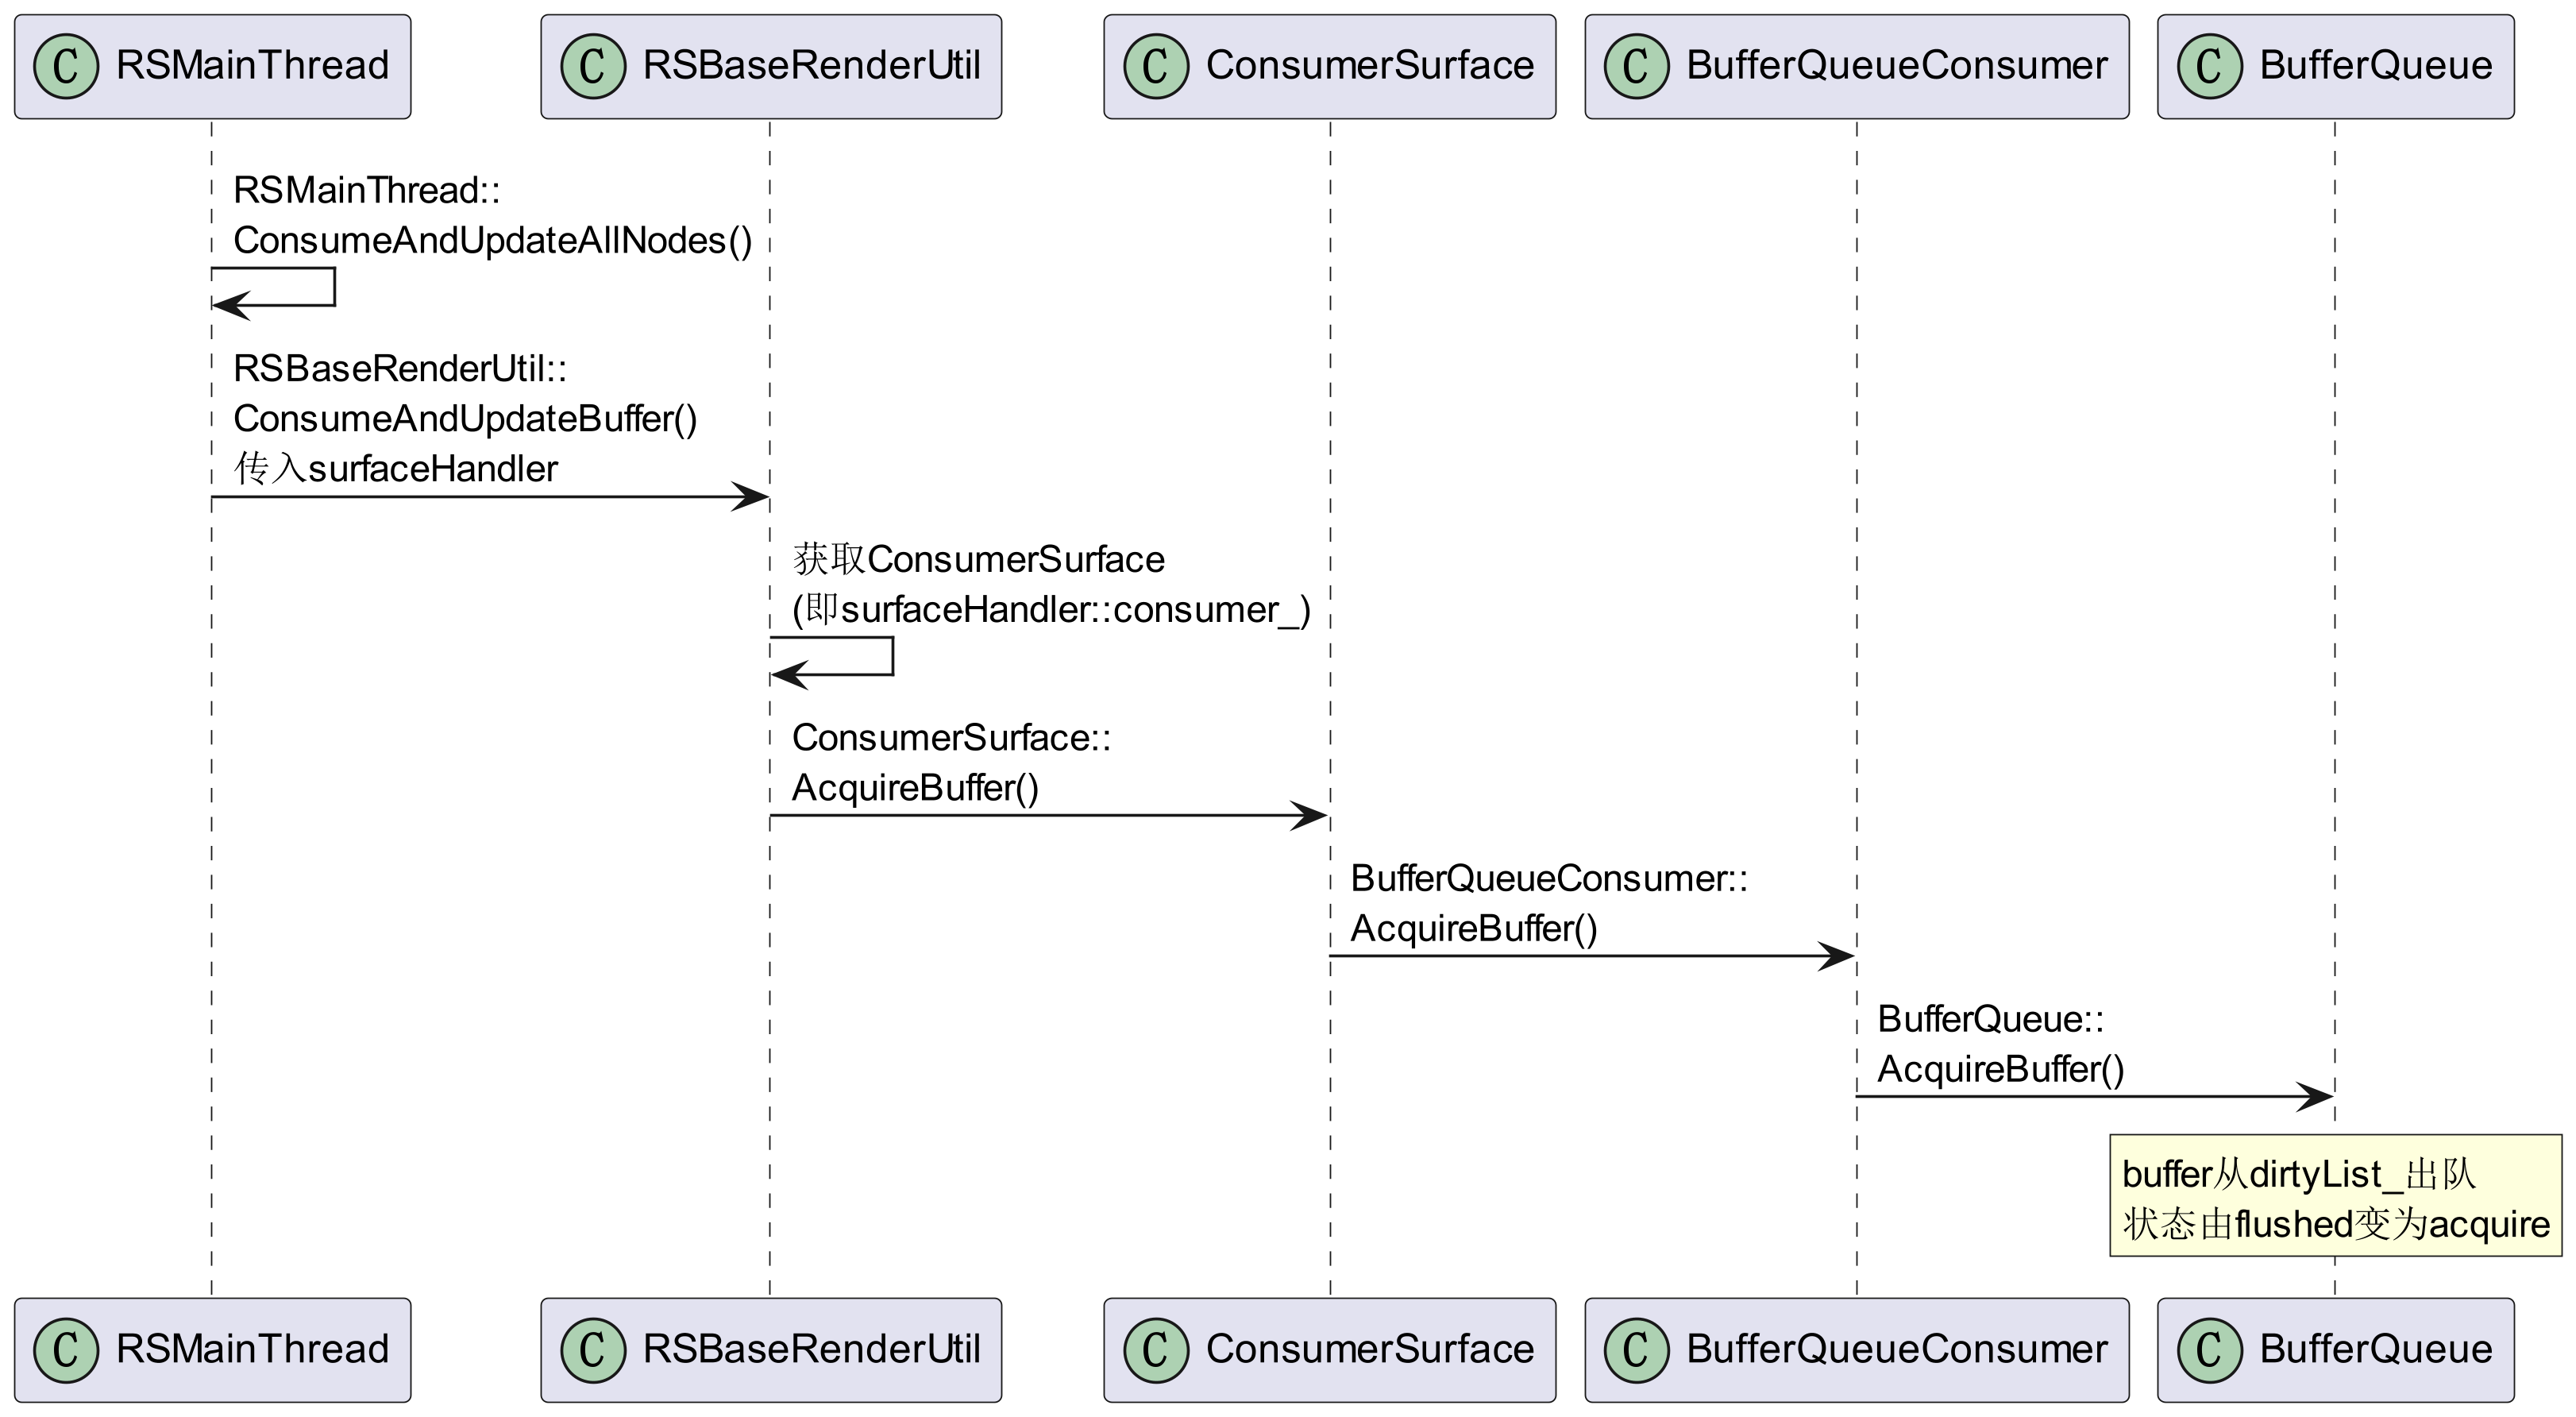 C RSMainThread
C RSBaseRenderUtil
C ConsumerSurface
C BufferQueueConsumer
C BufferQueue
RSMainThread::
ConsumeAndUpdateAllNodes()
RSBaseRenderUtil::
ConsumeAndUpdateBuffer()
传入surfaceHandler
获取ConsumerSurface
(即surfaceHandler::consumer_)
ConsumerSurface::
AcquireBuffer()
BufferQueueConsumer::
AcquireBuffer()
BufferQueue::
AcquireBuffer()
buffer从dirtyList_出队
状态由flushed变为acquire
C RSMainThread
C RSBaseRenderUtil
C ConsumerSurface
C BufferQueueConsumer
C BufferQueue